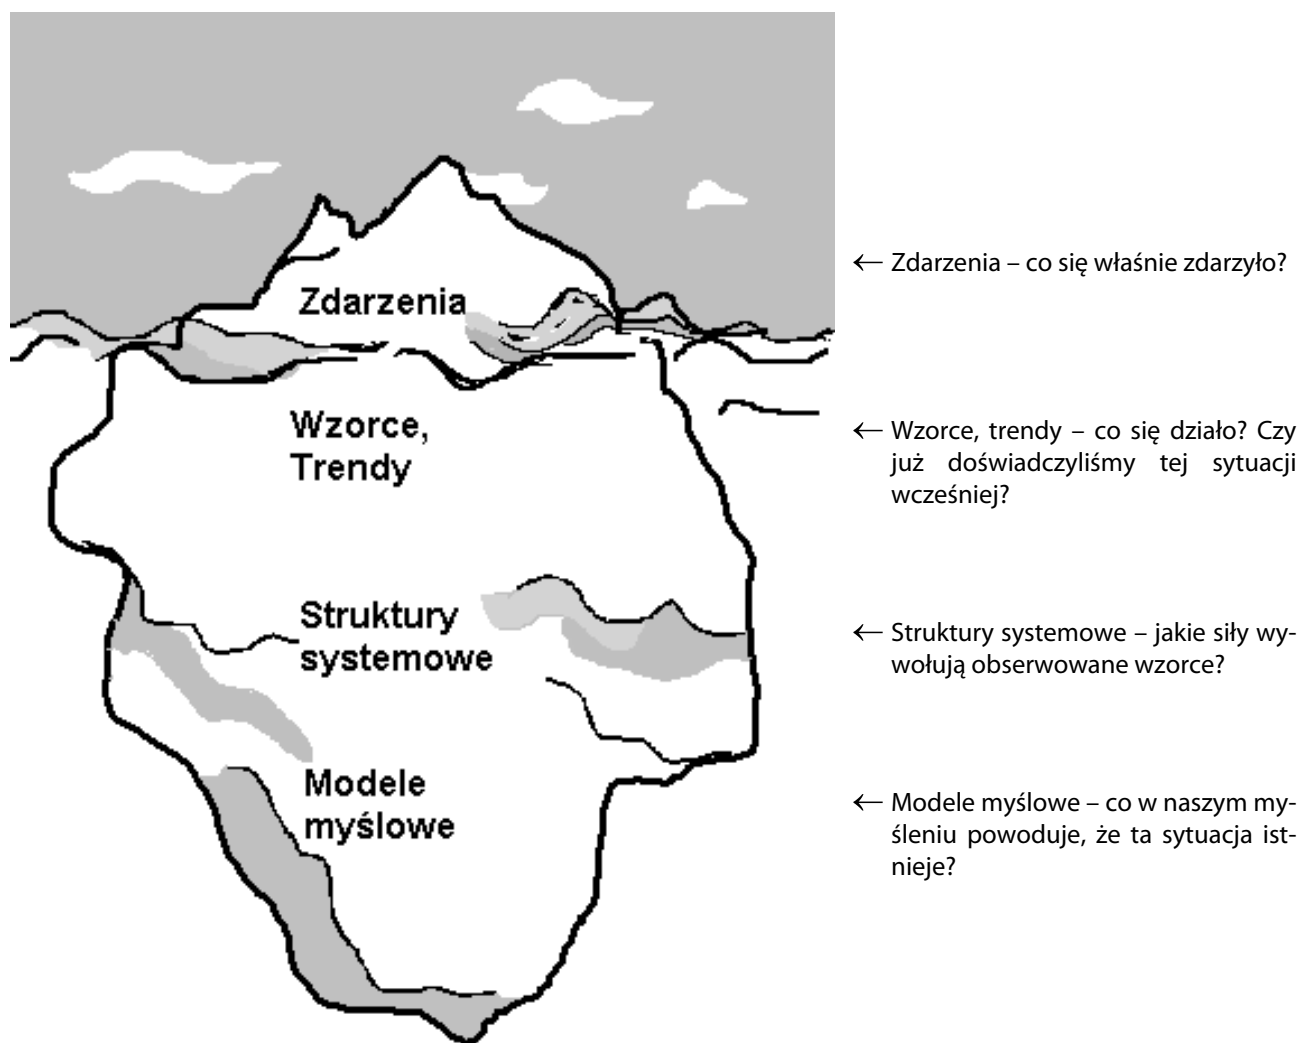 Zdarzenia
← Zdarzenia – co się właśnie zdarzyło?
Wzorce,
Trendy
← Wzorce, trendy – co się działo? Czy
już doświadczyliśmy tej sytuacji
wcześniej?
Struktury
systemowe
← Struktury systemowe – jakie siły wy-
wołują obserwowane wzorce?
Modele
myślowe
← Modele myślowe – co w naszym my-
śleniu powoduje, że ta sytuacja ist-
nieje?